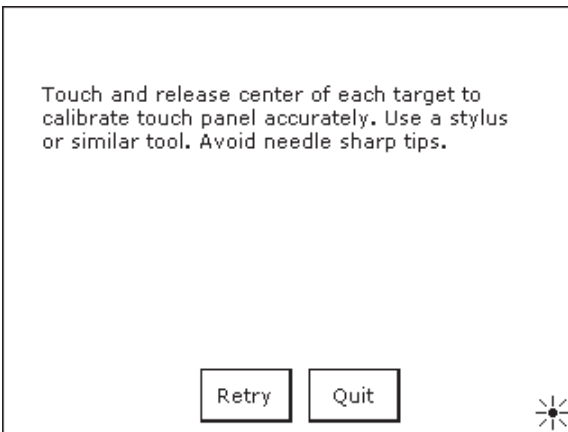 Touch and release center of each target to
calibrate touch panel accurately. Use a stylus
or similar tool. Avoid needle sharp tips.
Retry Quit